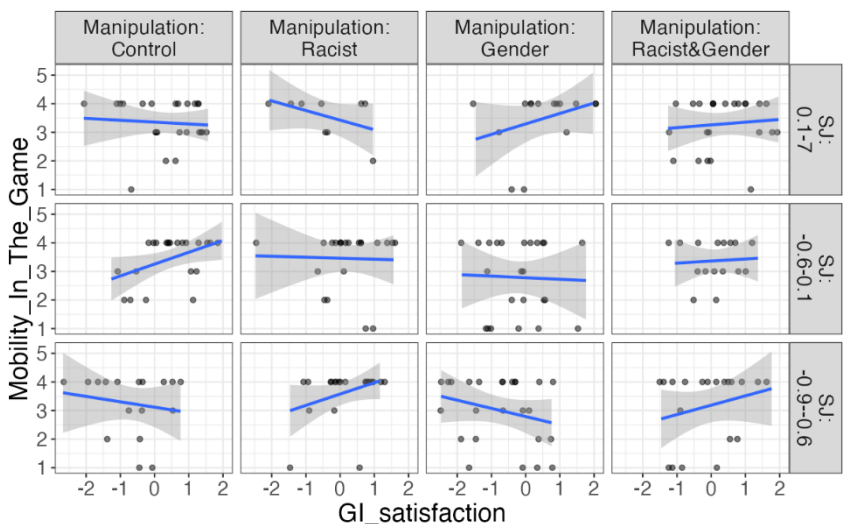 Manipulation: Control
Manipulation: Racist
Manipulation: Gender
Manipulation: Racist&Gender
Mobility_In_The_Game
5
4
3
2
1
SJ: 0.1-7
5
4
3
2
1
SJ: -0.6-0.1
5
4
3
2
1
SJ: -0.9--0.6
-2 -1 0 1 2
-2 -1 0 1 2
-2 -1 0 1 2
-2 -1 0 1 2
GI_satisfaction